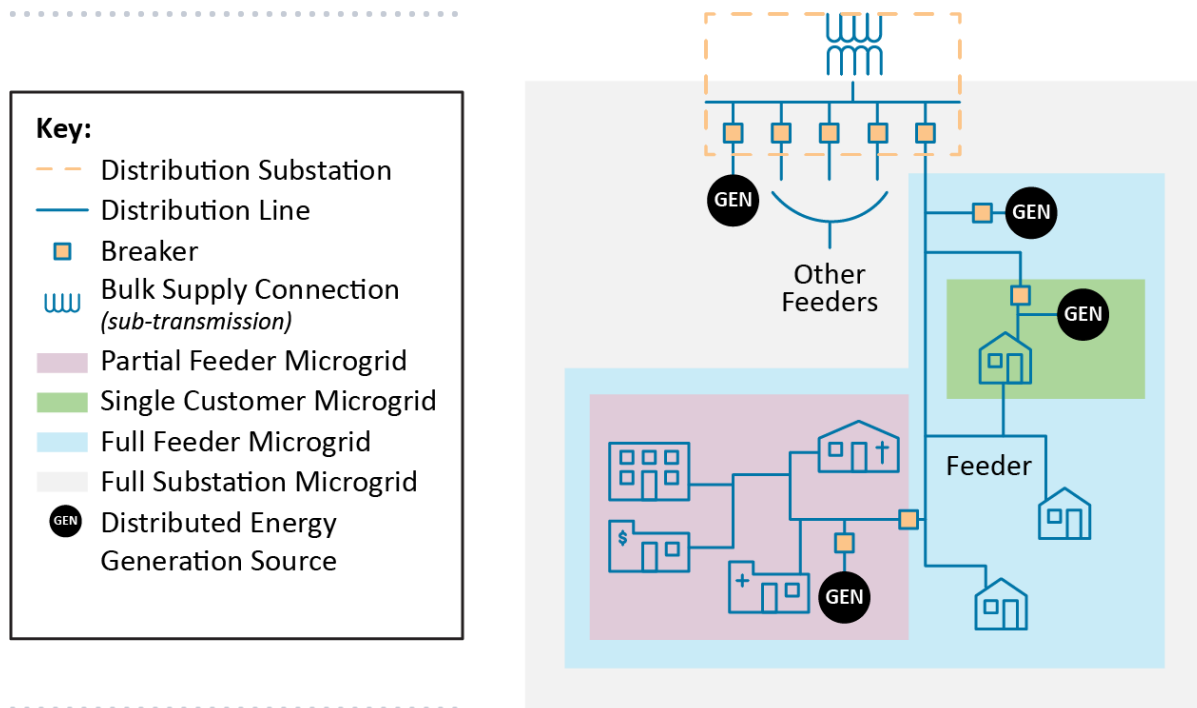 Key:
Distribution Substation
Distribution Line
Breaker
Bulk Supply Connection
(sub-transmission)
Partial Feeder Microgrid
Single Customer Microgrid
Full Feeder Microgrid
Full Substation Microgrid
GEN
Distributed Energy
Generation Source
GEN
GEN
Other
Feeders
GEN
Feeder
$
GEN